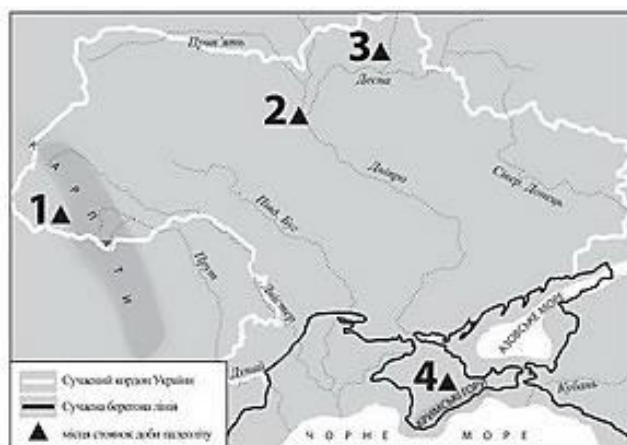 Прип'ять
3
Десна
2
КАРПАТИ
Дніпро
Сівер. Донець
1
Півд. Буг
Прут
Дністер
АЗОВСЬКЕ МОРЕ
Дунай
4
КРИМСЬКІ ГОРИ
Кубань
ЧОРНЕ МОРЕ
Сучасний кордон України
Сучасна берегова лінія
місця стоянок доби палеоліту